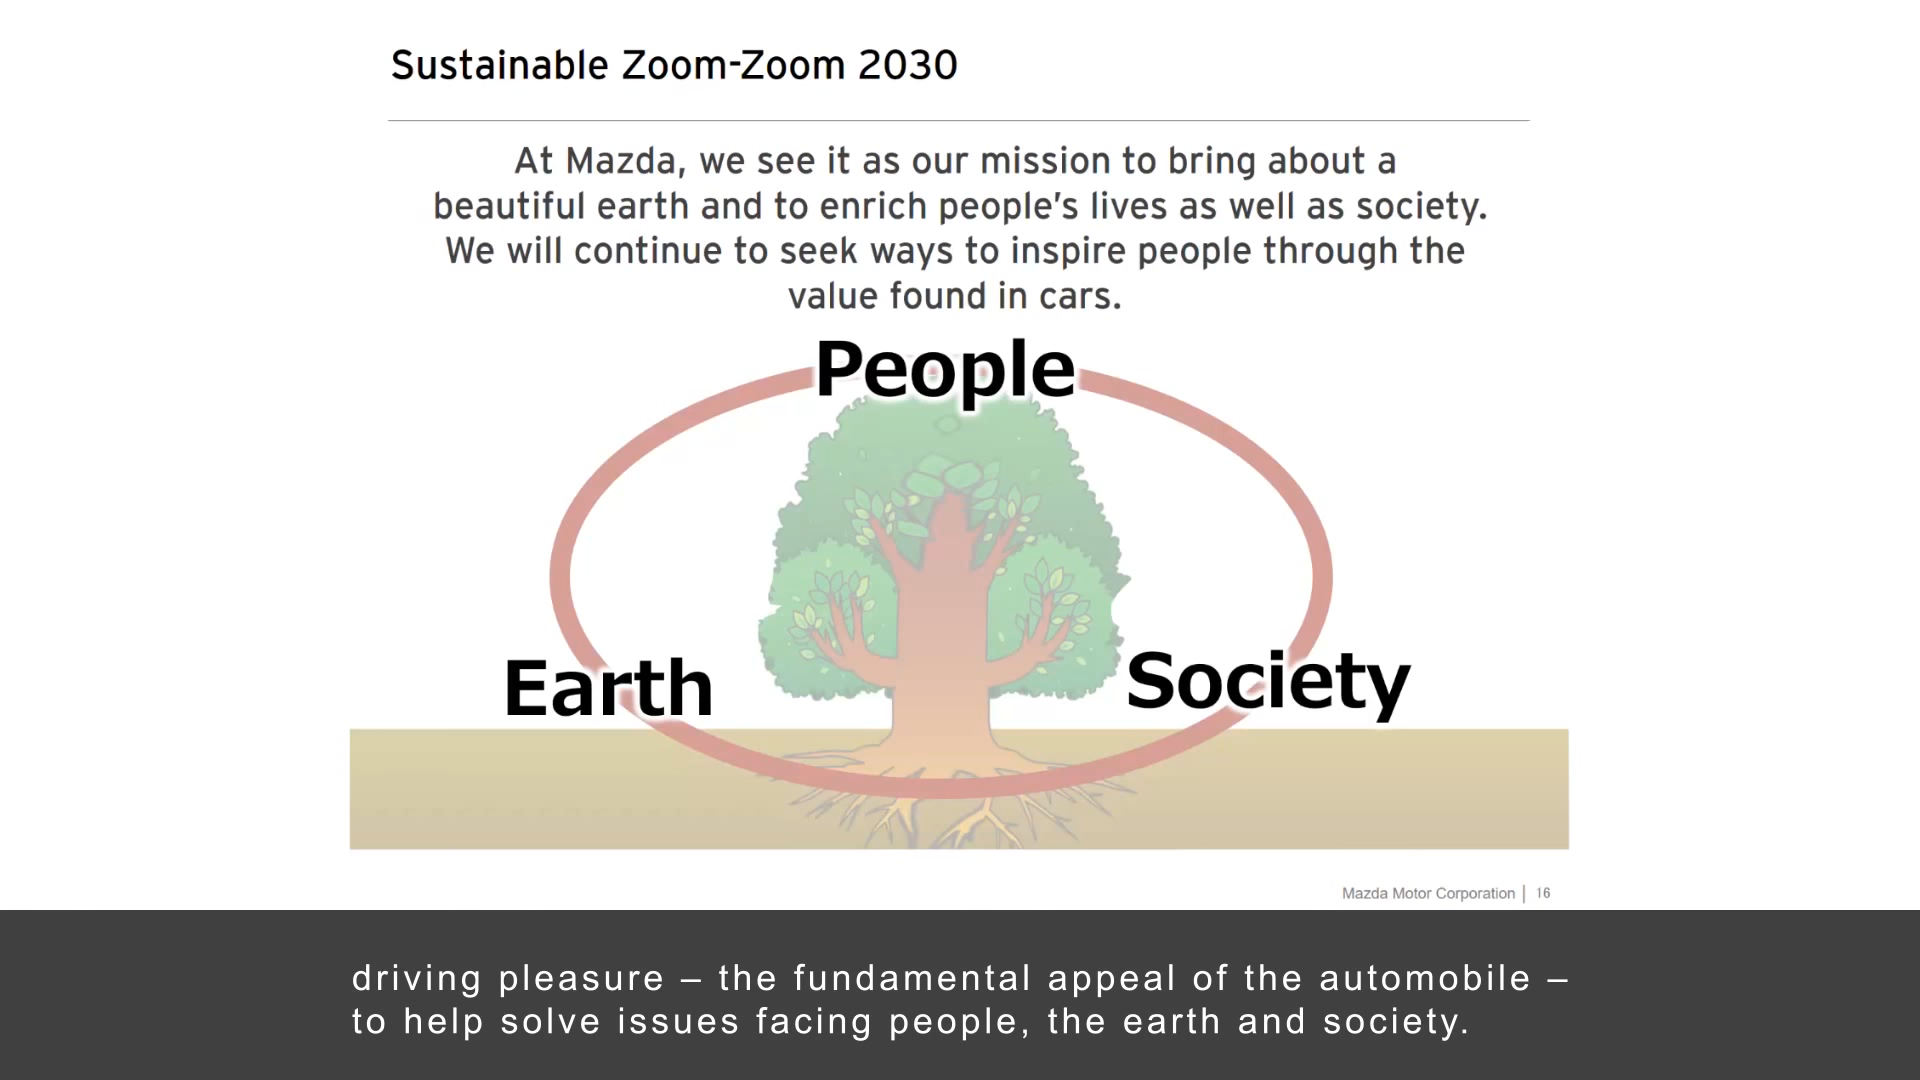 Sustainable Zoom-Zoom 2030
At Mazda, we see it as our mission to bring about a
beautiful earth and to enrich people's lives as well as society.
We will continue to seek ways to inspire people through the
value found in cars.
People
Earth
Society
Mazda Motor Corporation | 16
driving pleasure – the fundamental appeal of the automobile –
to help solve issues facing people, the earth and society.